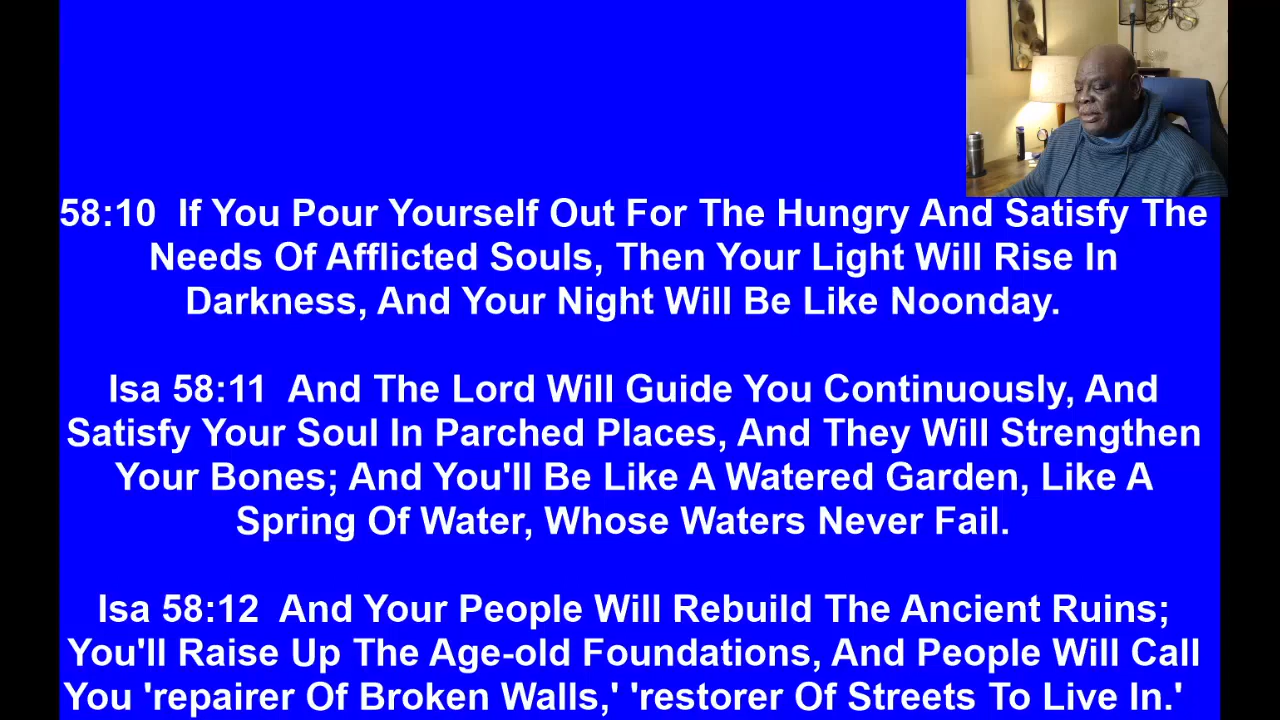 58:10  If You Pour Yourself Out For The Hungry And Satisfy The
Needs Of Afflicted Souls, Then Your Light Will Rise In
Darkness, And Your Night Will Be Like Noonday.
Isa 58:11  And The Lord Will Guide You Continuously, And
Satisfy Your Soul In Parched Places, And They Will Strengthen
Your Bones; And You'll Be Like A Watered Garden, Like A
Spring Of Water, Whose Waters Never Fail.
Isa 58:12  And Your People Will Rebuild The Ancient Ruins;
You'll Raise Up The Age-old Foundations, And People Will Call
You 'repairer Of Broken Walls,' 'restorer Of Streets To Live In.'